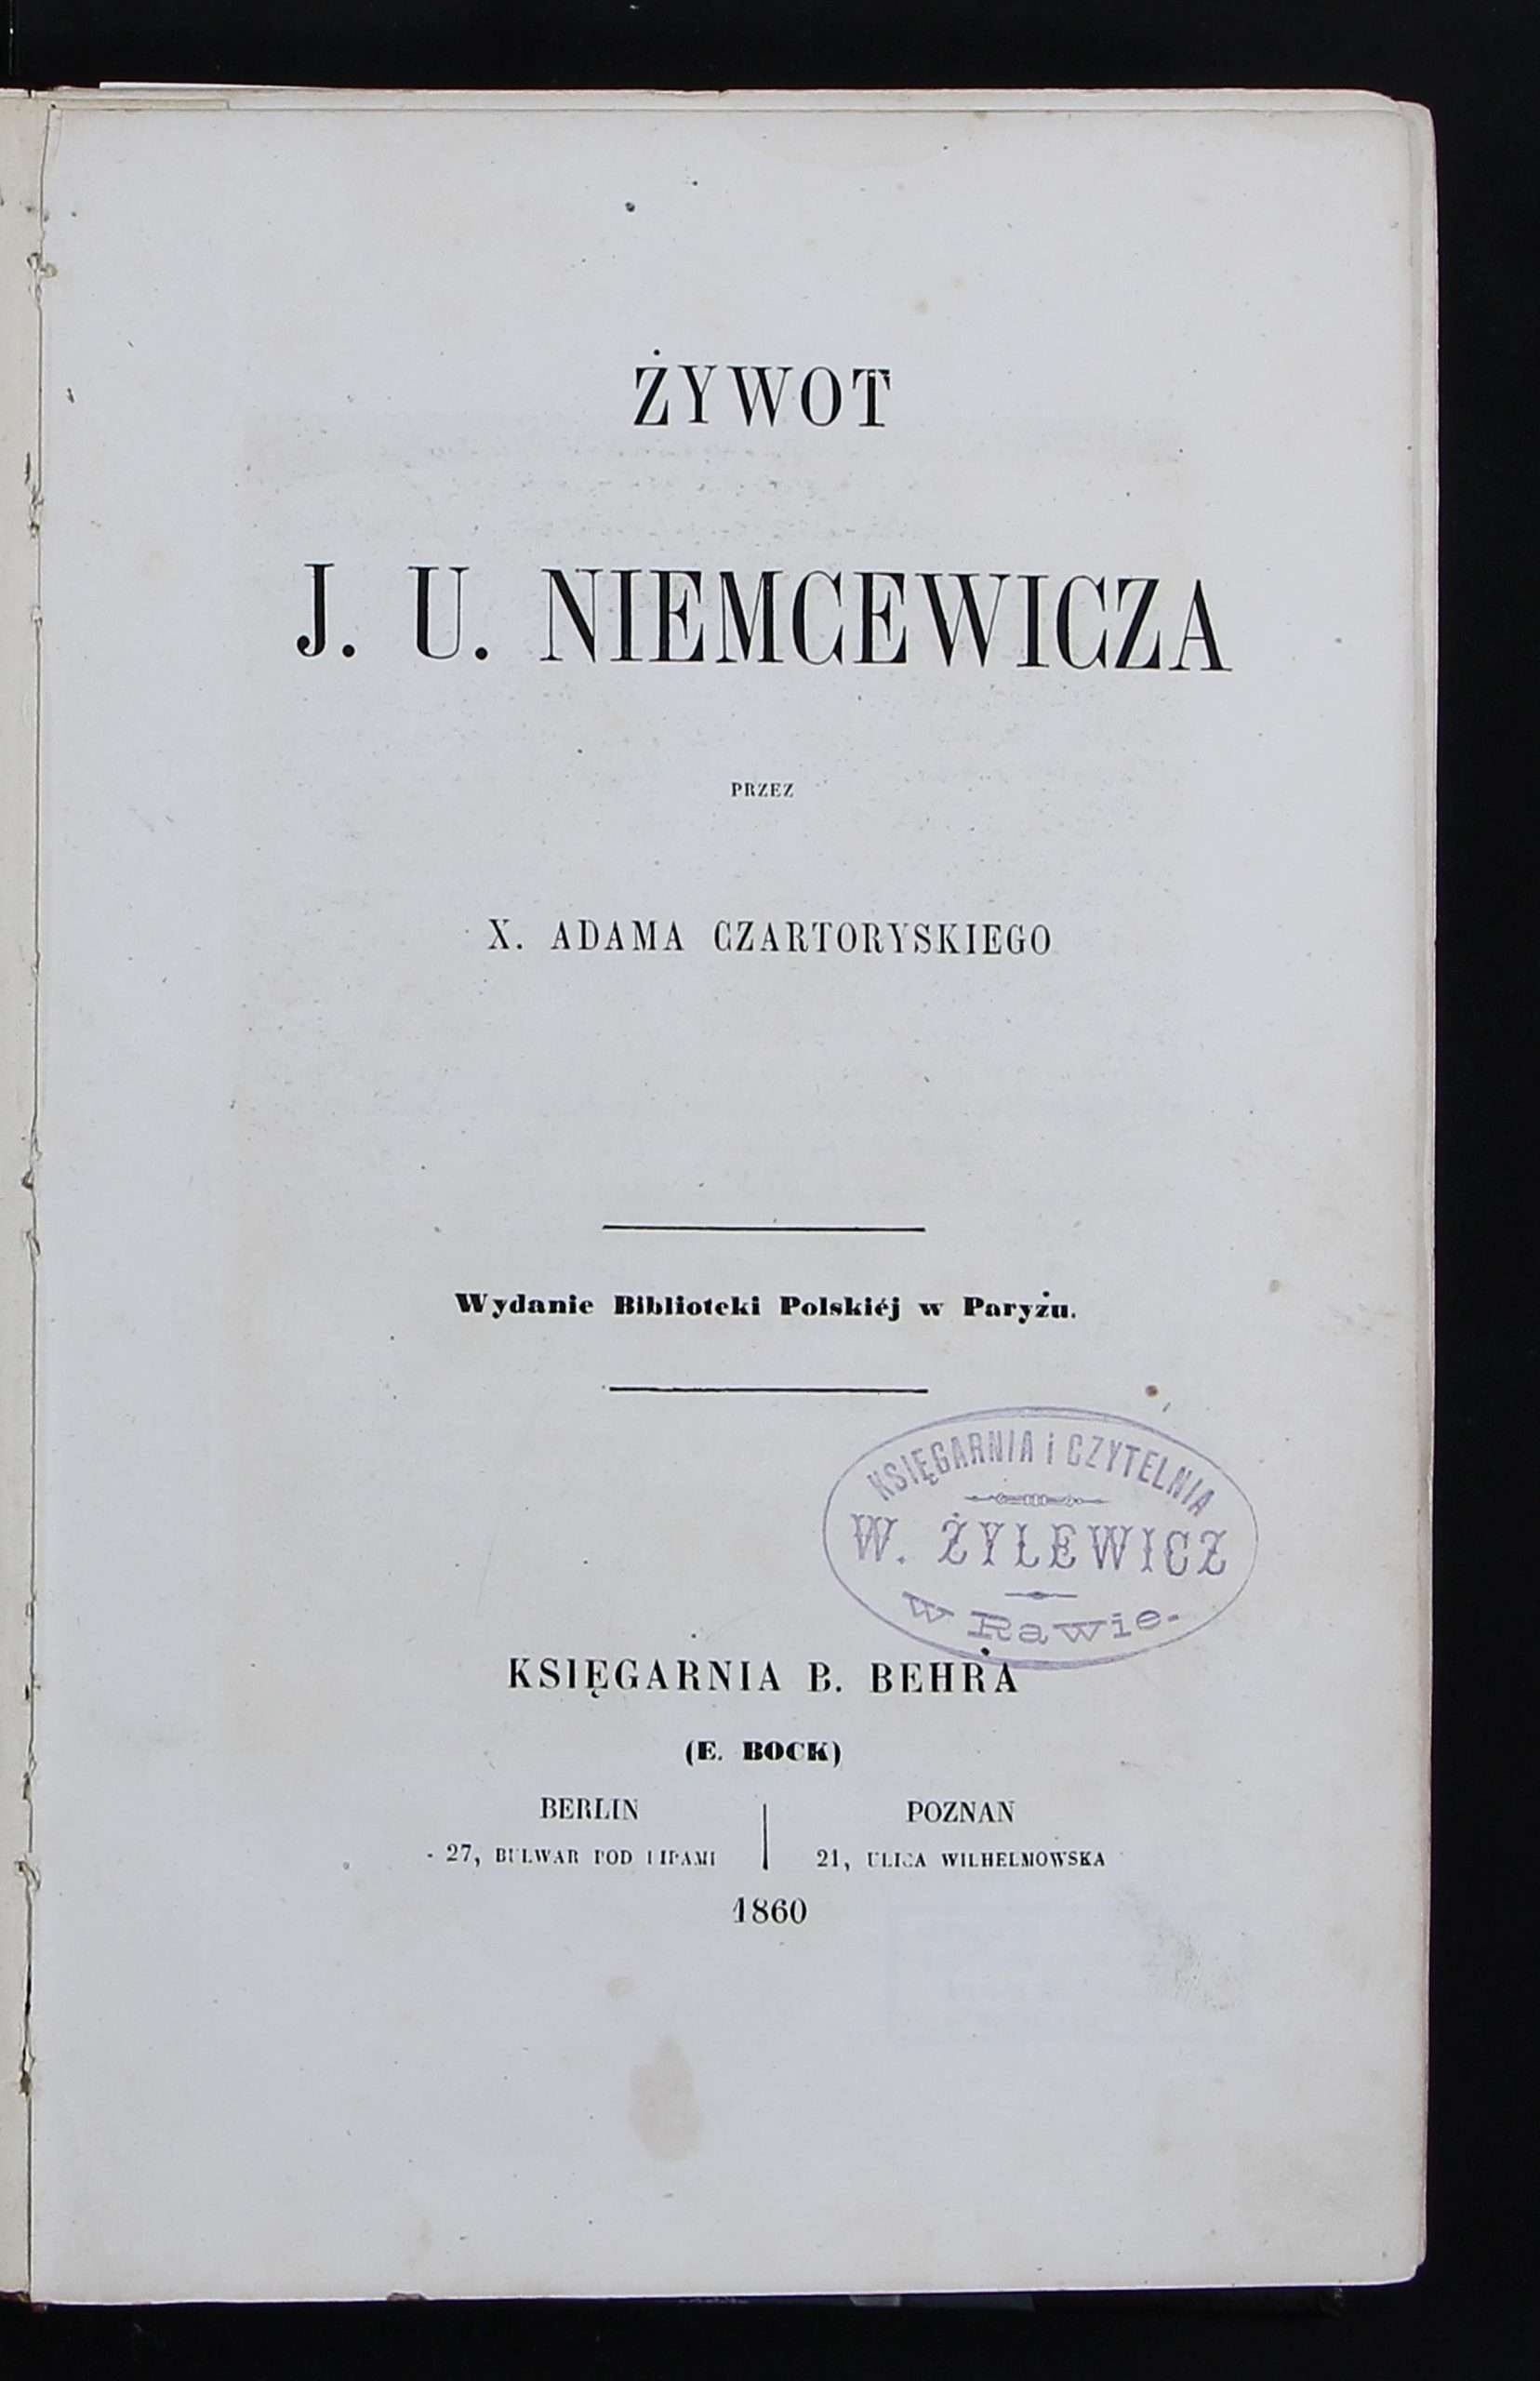 ŻYWOT
J. U. NIEMCEWICZA
PRZEZ
X. ADAMA CZARTORYSKIEGO
Wydanie Biblioteki Polskiéj w Paryżu.
KSIĘGARNIA i CZYTELNIA
W. ŻYLEWICZ
w Rawie.
KSIĘGARNIA B. BEHRA
(E. BOCK)
BERLIN
27, BULWAR POD LIPAMI
POZNAN
21, ULICA WILHELMOWSKA
1860